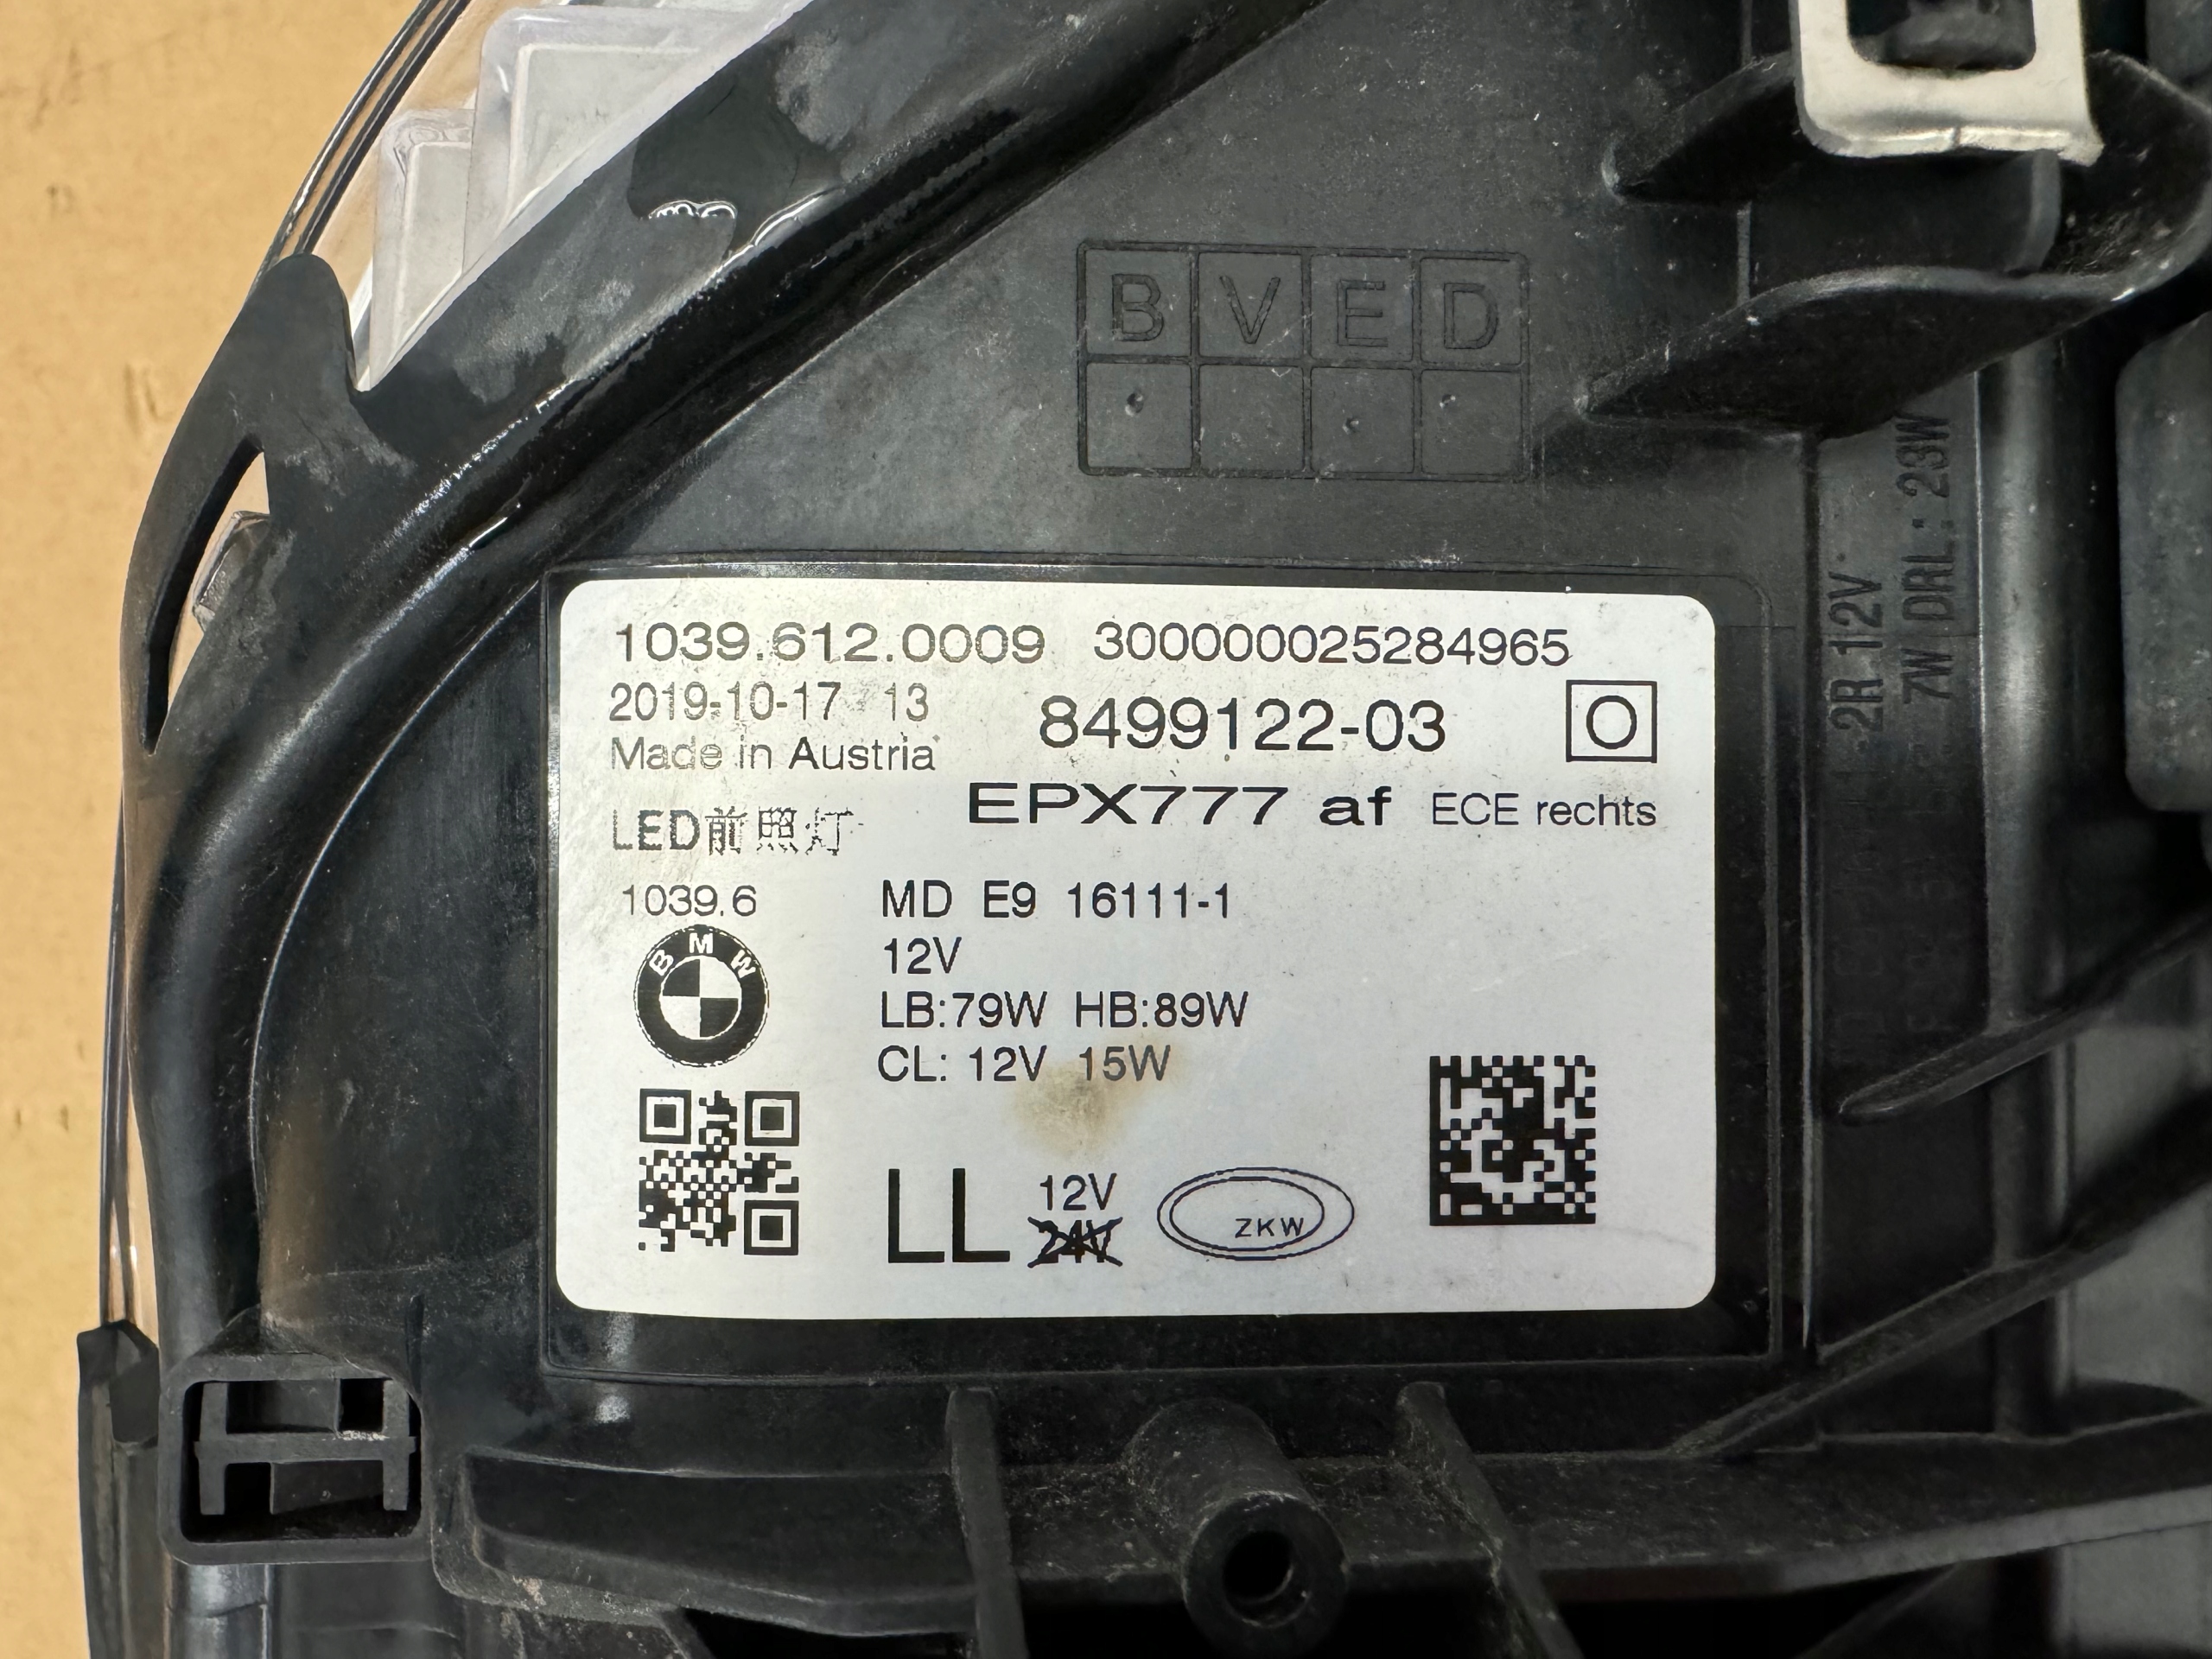 B V E D
1039.612.0009 300000025284965
2019-10-17 13
8499122-03
Made in Austria
EPX777 af ECE rechts
LED前照灯
1039.6
MD E9 16111-1
BMW
12V
LB:79W HB:89W
CL: 12V 15W
LL
12V
24V
ZKW
-2R 12V
7W DRL: 23W